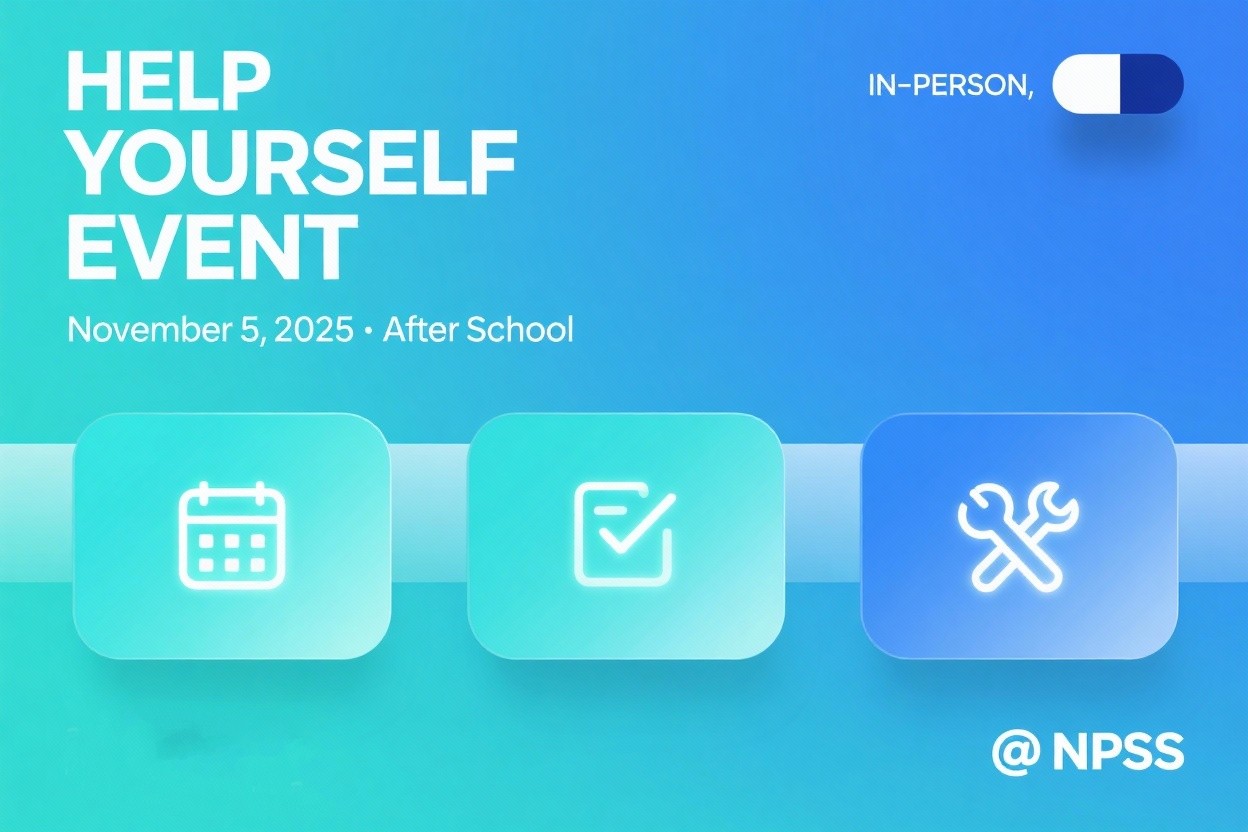 HELP
YOURSELF
EVENT
November 5, 2025 • After School
IN-PERSON,
@ NPSS